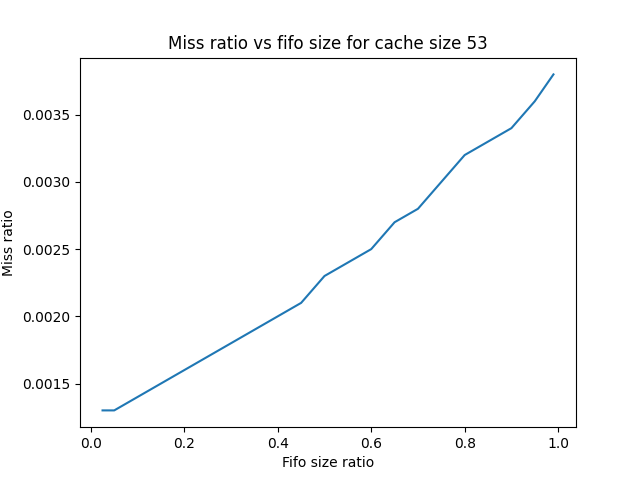 Miss ratio vs fifo size for cache size 53
Miss ratio
0.0035
0.0030
0.0025
0.0020
0.0015
0.0 0.2 0.4 0.6 0.8 1.0
Fifo size ratio